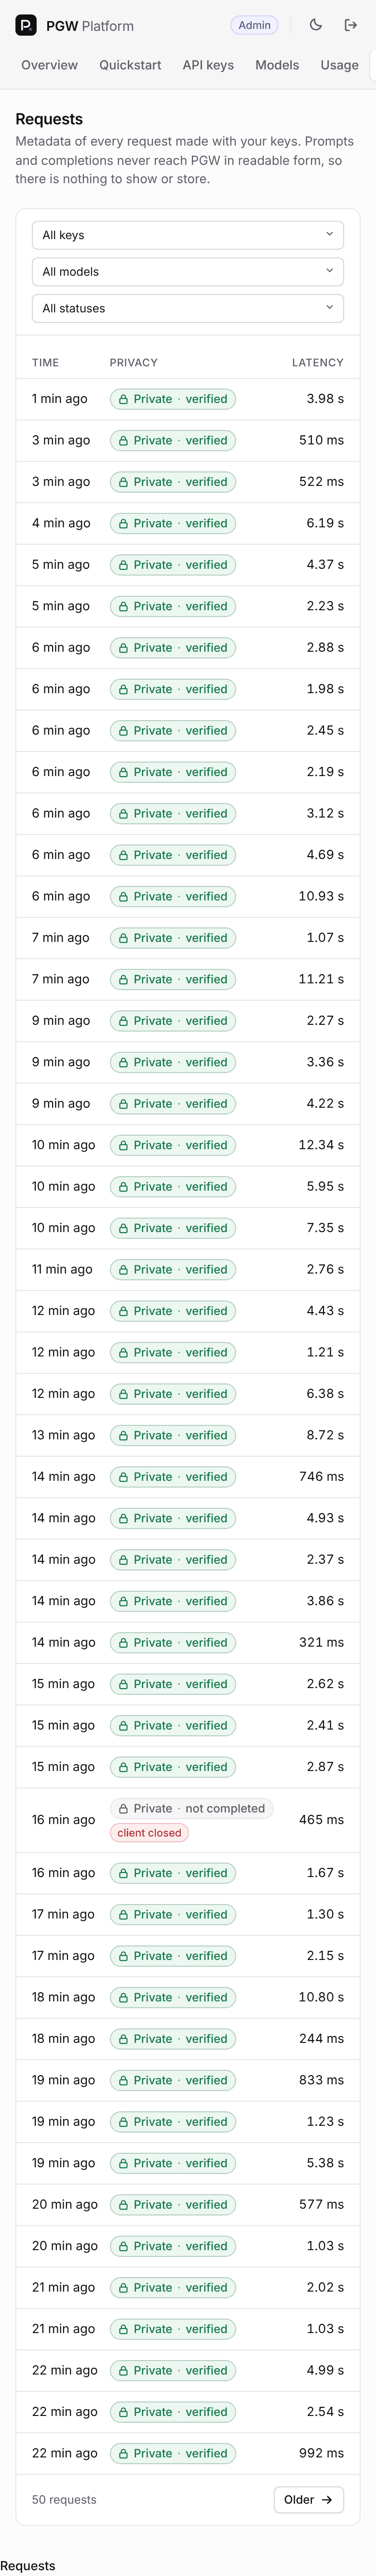 PGW Platform Admin
Overview Quickstart API keys Models Usage
Requests
Metadata of every request made with your keys. Prompts
and completions never reach PGW in readable form, so
there is nothing to show or store.
All keys
All models
All statuses
TIME PRIVACY LATENCY
1 min ago Private · verified 3.98 s
3 min ago Private · verified 510 ms
3 min ago Private · verified 522 ms
4 min ago Private · verified 6.19 s
5 min ago Private · verified 4.37 s
5 min ago Private · verified 2.23 s
6 min ago Private · verified 2.88 s
6 min ago Private · verified 1.98 s
6 min ago Private · verified 2.45 s
6 min ago Private · verified 2.19 s
6 min ago Private · verified 3.12 s
6 min ago Private · verified 4.69 s
6 min ago Private · verified 10.93 s
7 min ago Private · verified 1.07 s
7 min ago Private · verified 11.21 s
9 min ago Private · verified 2.27 s
9 min ago Private · verified 3.36 s
9 min ago Private · verified 4.22 s
10 min ago Private · verified 12.34 s
10 min ago Private · verified 5.95 s
10 min ago Private · verified 7.35 s
11 min ago Private · verified 2.76 s
12 min ago Private · verified 4.43 s
12 min ago Private · verified 1.21 s
12 min ago Private · verified 6.38 s
13 min ago Private · verified 8.72 s
14 min ago Private · verified 746 ms
14 min ago Private · verified 4.93 s
14 min ago Private · verified 2.37 s
14 min ago Private · verified 3.86 s
14 min ago Private · verified 321 ms
15 min ago Private · verified 2.62 s
15 min ago Private · verified 2.41 s
15 min ago Private · verified 2.87 s
16 min ago Private · not completed 465 ms
client closed
16 min ago Private · verified 1.67 s
17 min ago Private · verified 1.30 s
17 min ago Private · verified 2.15 s
18 min ago Private · verified 10.80 s
18 min ago Private · verified 244 ms
19 min ago Private · verified 833 ms
19 min ago Private · verified 1.23 s
19 min ago Private · verified 5.38 s
20 min ago Private · verified 577 ms
20 min ago Private · verified 1.03 s
21 min ago Private · verified 2.02 s
21 min ago Private · verified 1.03 s
22 min ago Private · verified 4.99 s
22 min ago Private · verified 2.54 s
22 min ago Private · verified 992 ms
50 requests Older
Requests